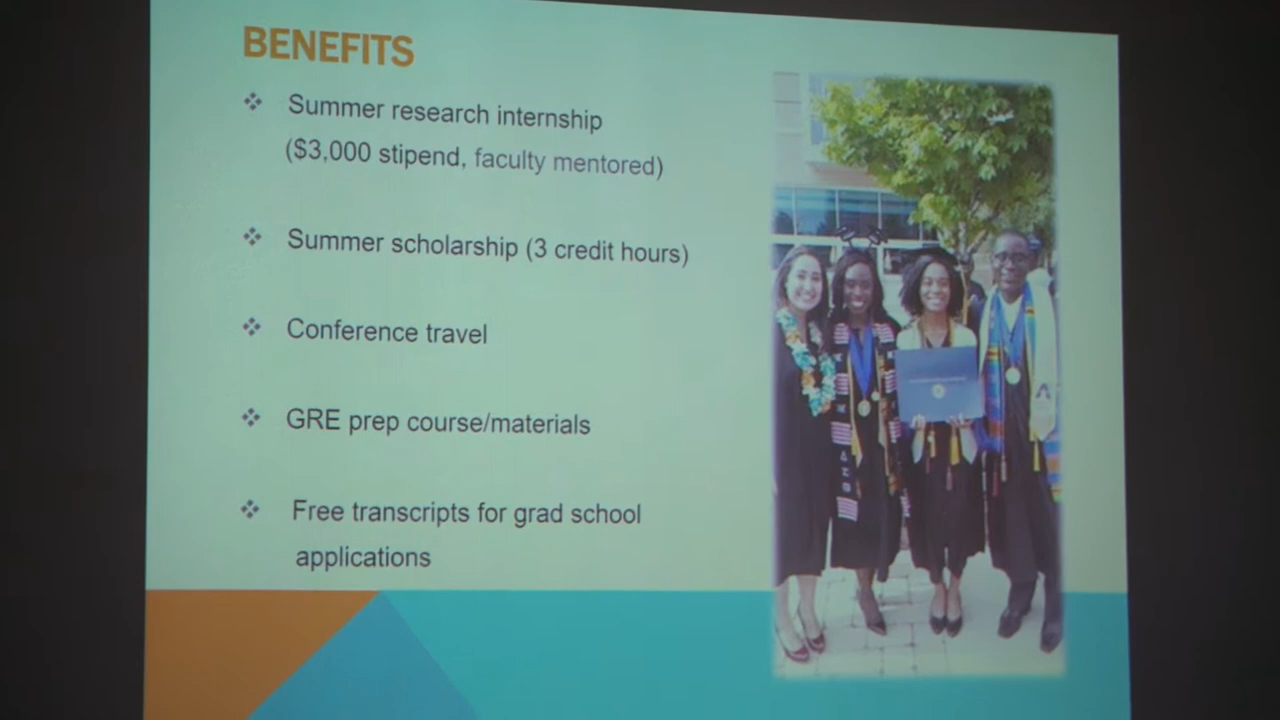 BENEFITS
Summer research internship
($3,000 stipend, faculty mentored)
Summer scholarship (3 credit hours)
Conference travel
GRE prep course/materials
Free transcripts for grad school
applications